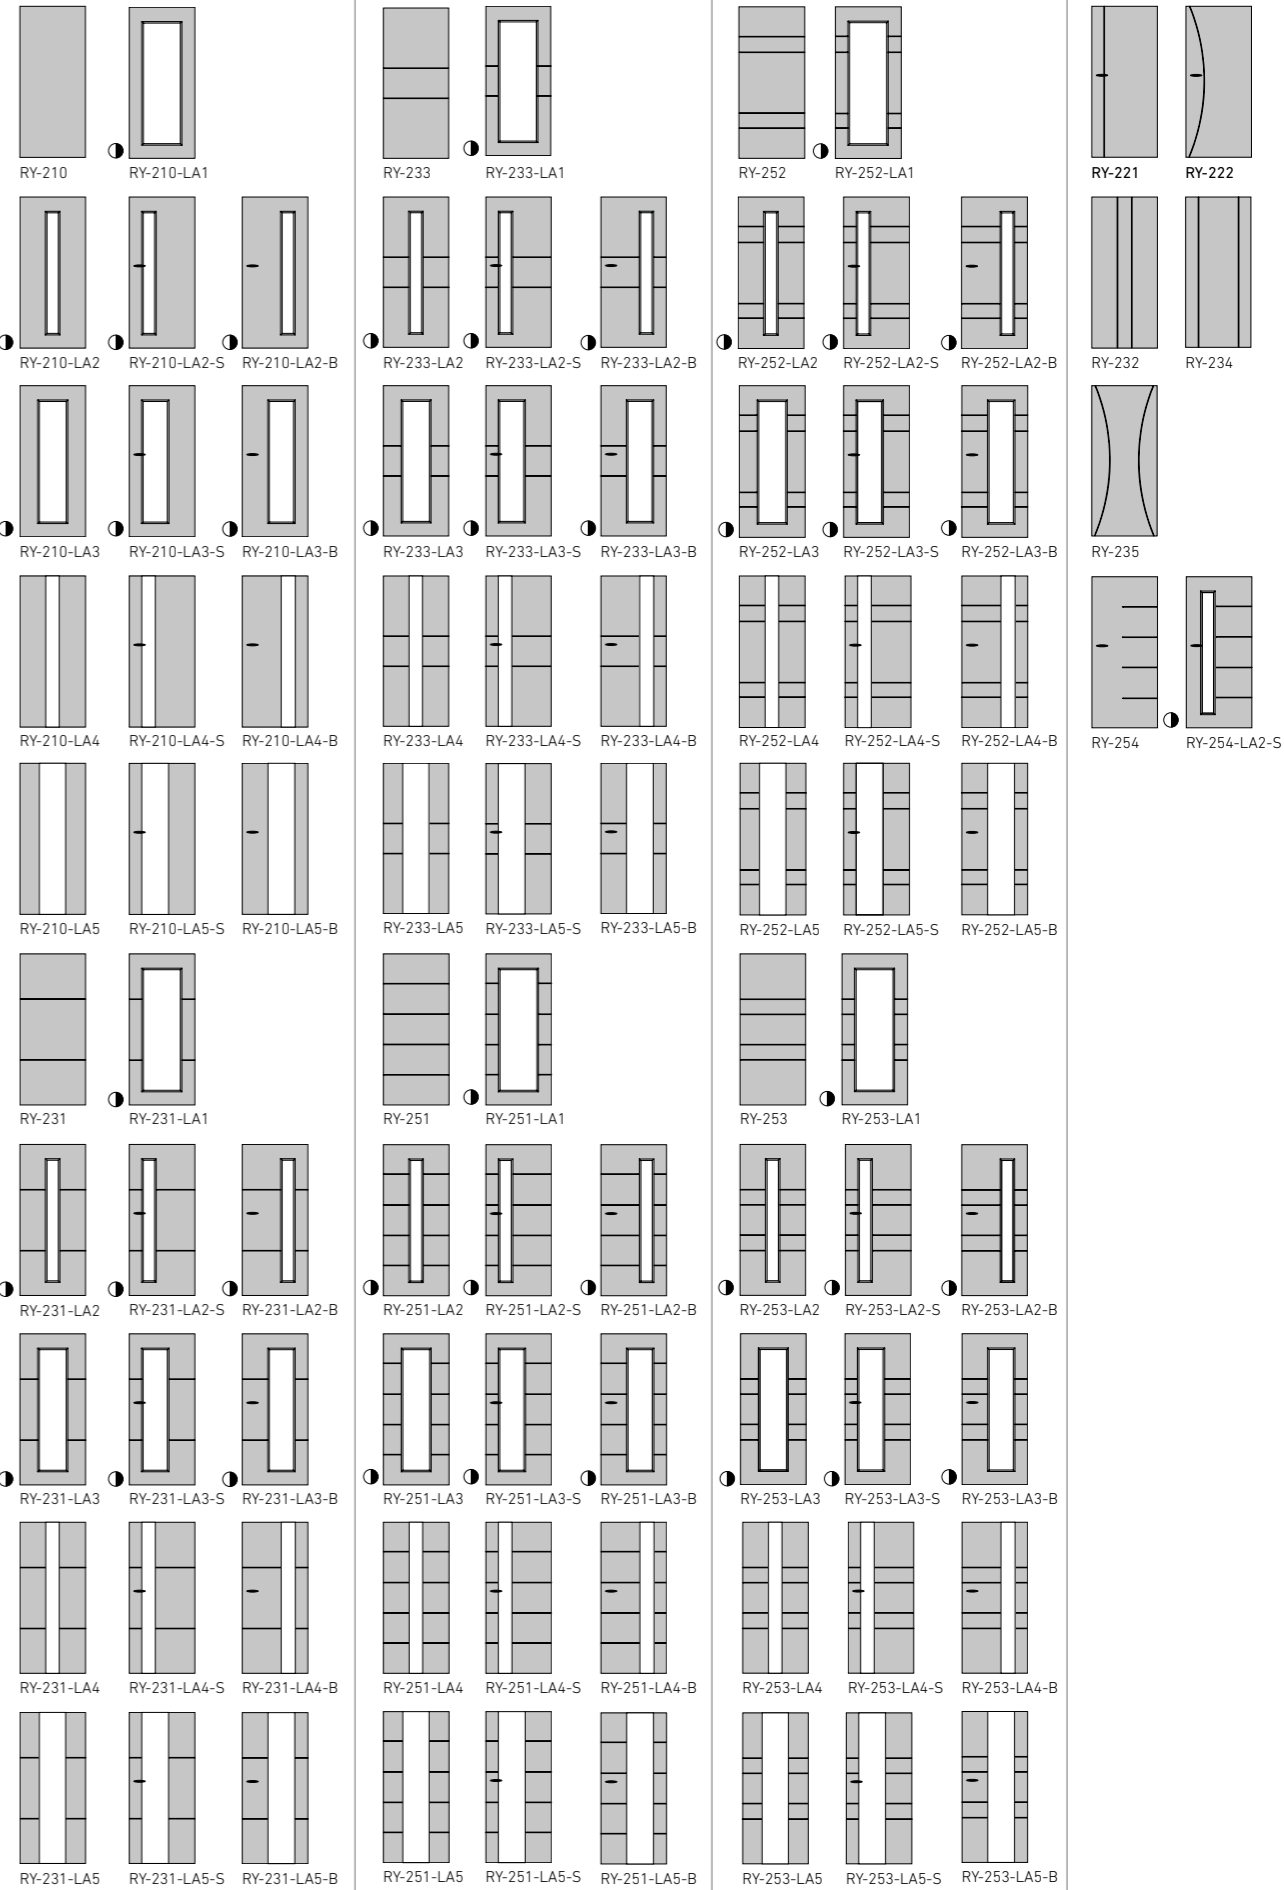 RY-210 RY-210-LA1
RY-210-LA2 RY-210-LA2-S RY-210-LA2-B
RY-210-LA3 RY-210-LA3-S RY-210-LA3-B
RY-210-LA4 RY-210-LA4-S RY-210-LA4-B
RY-210-LA5 RY-210-LA5-S RY-210-LA5-B
RY-231 RY-231-LA1
RY-231-LA2 RY-231-LA2-S RY-231-LA2-B
RY-231-LA3 RY-231-LA3-S RY-231-LA3-B
RY-231-LA4 RY-231-LA4-S RY-231-LA4-B
RY-231-LA5 RY-231-LA5-S RY-231-LA5-B
RY-233 RY-233-LA1
RY-233-LA2 RY-233-LA2-S RY-233-LA2-B
RY-233-LA3 RY-233-LA3-S RY-233-LA3-B
RY-233-LA4 RY-233-LA4-S RY-233-LA4-B
RY-233-LA5 RY-233-LA5-S RY-233-LA5-B
RY-251 RY-251-LA1
RY-251-LA2 RY-251-LA2-S RY-251-LA2-B
RY-251-LA3 RY-251-LA3-S RY-251-LA3-B
RY-251-LA4 RY-251-LA4-S RY-251-LA4-B
RY-251-LA5 RY-251-LA5-S RY-251-LA5-B
RY-252 RY-252-LA1
RY-252-LA2 RY-252-LA2-S RY-252-LA2-B
RY-252-LA3 RY-252-LA3-S RY-252-LA3-B
RY-252-LA4 RY-252-LA4-S RY-252-LA4-B
RY-252-LA5 RY-252-LA5-S RY-252-LA5-B
RY-253 RY-253-LA1
RY-253-LA2 RY-253-LA2-S RY-253-LA2-B
RY-253-LA3 RY-253-LA3-S RY-253-LA3-B
RY-253-LA4 RY-253-LA4-S RY-253-LA4-B
RY-253-LA5 RY-253-LA5-S RY-253-LA5-B
RY-221 RY-222
RY-232 RY-234
RY-235
RY-254 RY-254-LA2-S